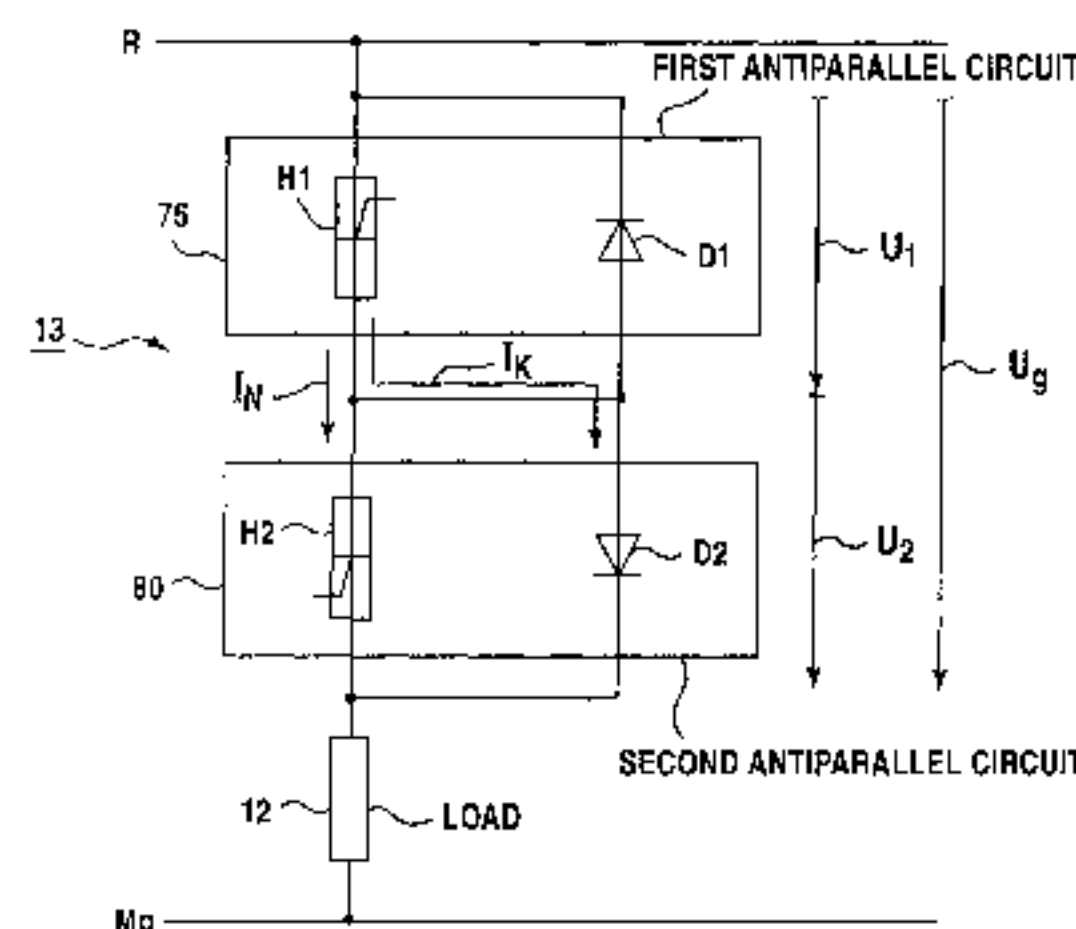 R
FIRST ANTIPARALLEL CIRCUIT
H1
75
D1
U1
13
IK
IN
Ug
H2
D2
U2
80
SECOND ANTIPARALLEL CIRCUIT
12
LOAD
Mp